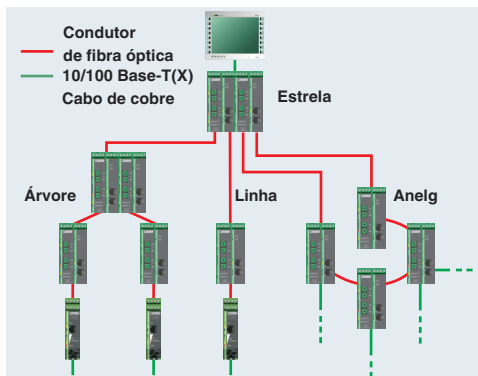 Condutor
de fibra óptica
10/100 Base-T(X)
Cabo de cobre
Estrela
Árvore
Linha
Anelg